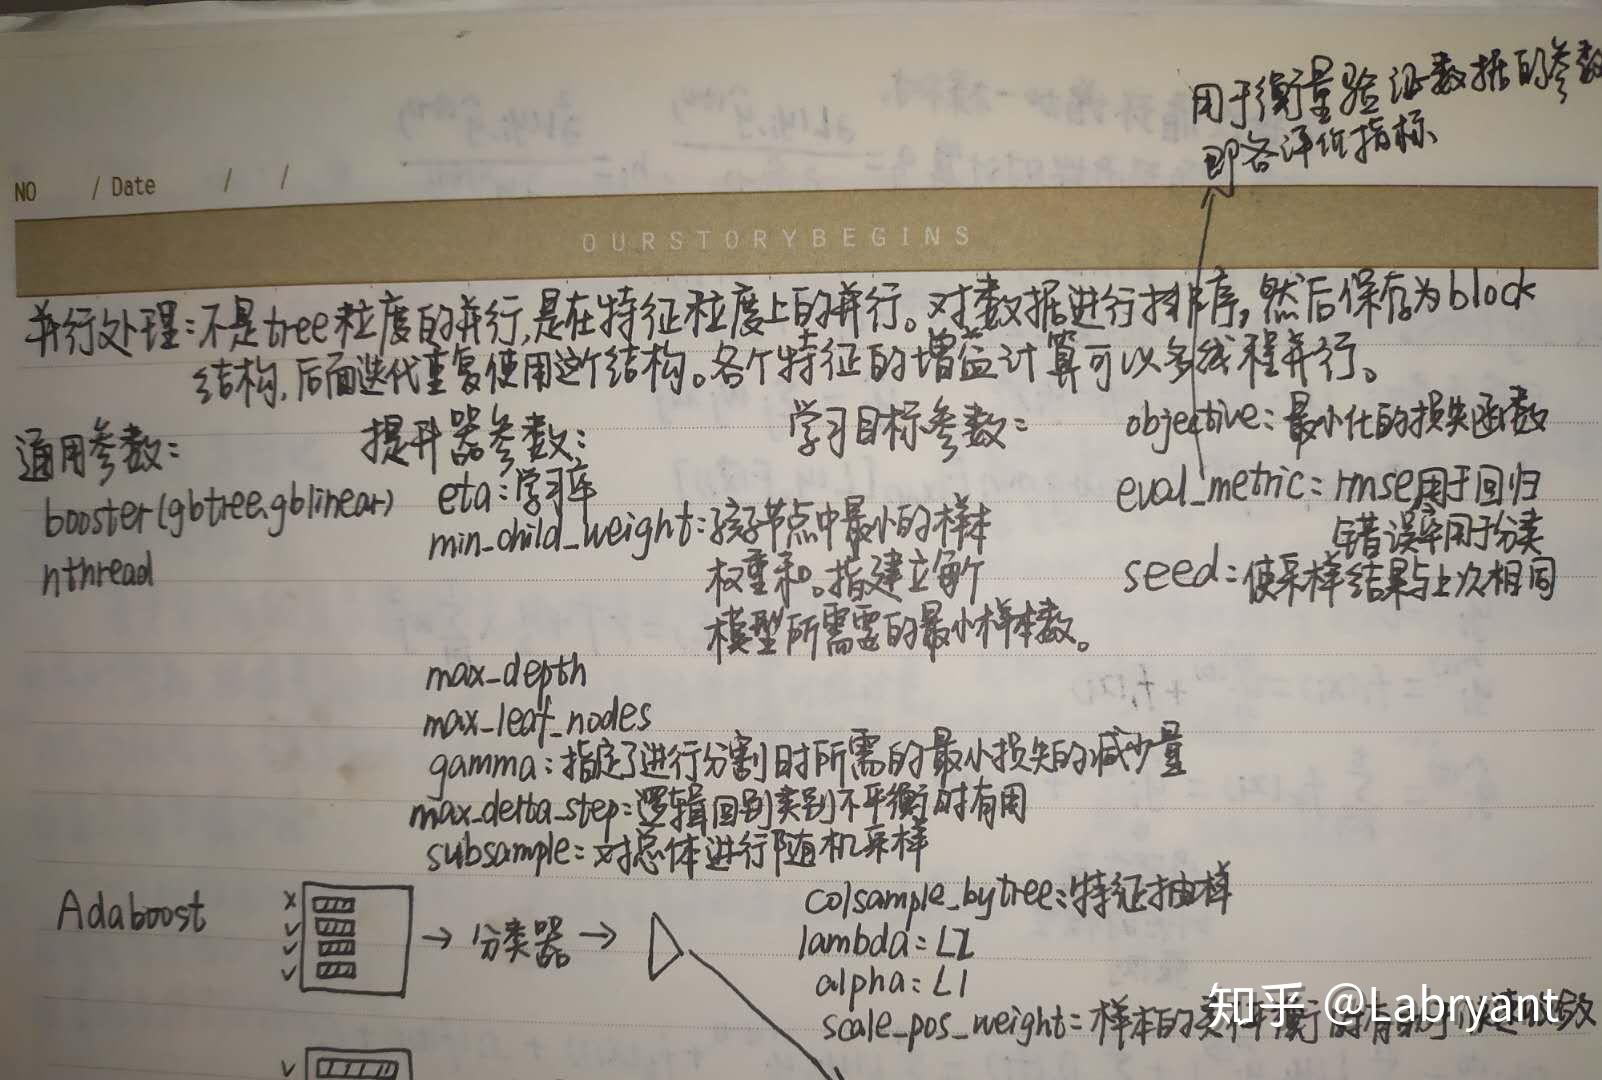 用于衡量验证数据的参数
即各评价指标
NO / Date / /
OURSTORYBEGINS
并行处理：不是tree粒度的并行，是在特征粒度上的并行。对数据进行排序，然后保存为block
结构，后面迭代重复使用这个结构。各个特征的增益计算可以多线程并行。
通用参数：
booster(gbtree、gblinear)
nthread
提升器参数：
eta：学习率
min_child_weight：孩子节点中最小的样本
权重和。指建立每个
模型所需要的最小样本数。
max_depth
max_leaf_nodes
gamma：指定了进行分割时所需的最小损失的减少量
max_delta_step：逻辑回归类别不平衡时有用
subsample：对总体进行随机采样
colsample_bytree：特征抽样
lambda：L2
alpha：L1
scale_pos_weight：样本的
学习目标参数：
objective：最小化的损失函数
eval_metric：rmse用于回归
错误率用于分类
seed：使采样结果与上次相同
Adaboost
x
✓
✓
✓
→ 分类器 →
✓
知乎 @Labryant